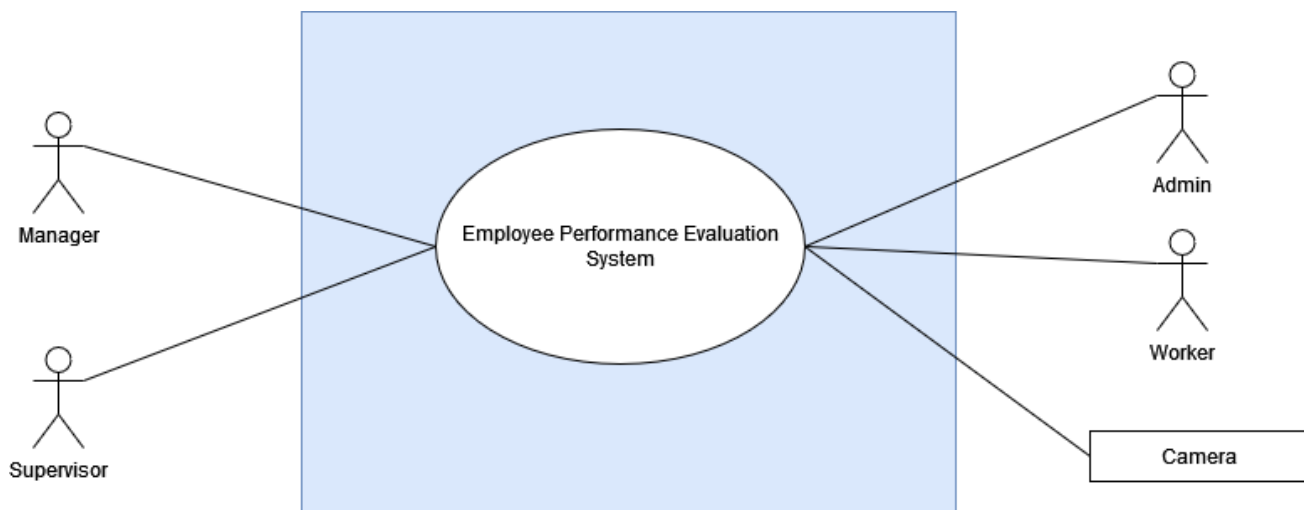 Manager
Supervisor
Employee Performance Evaluation
System
Admin
Worker
Camera